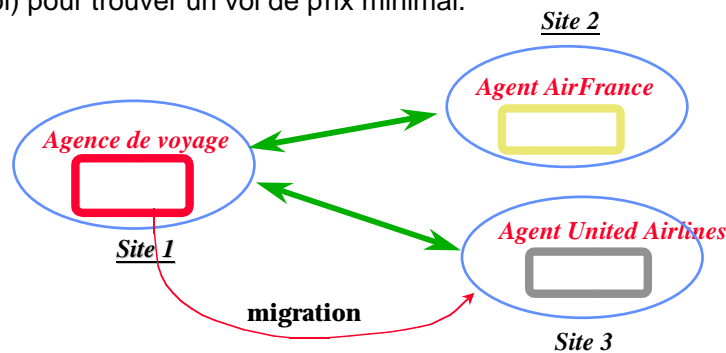 pour trouver un vol de prix minimal.
Site 2
Agent AirFrance
Agence de voyage
Agent United Airlines
Site 1
migration
Site 3